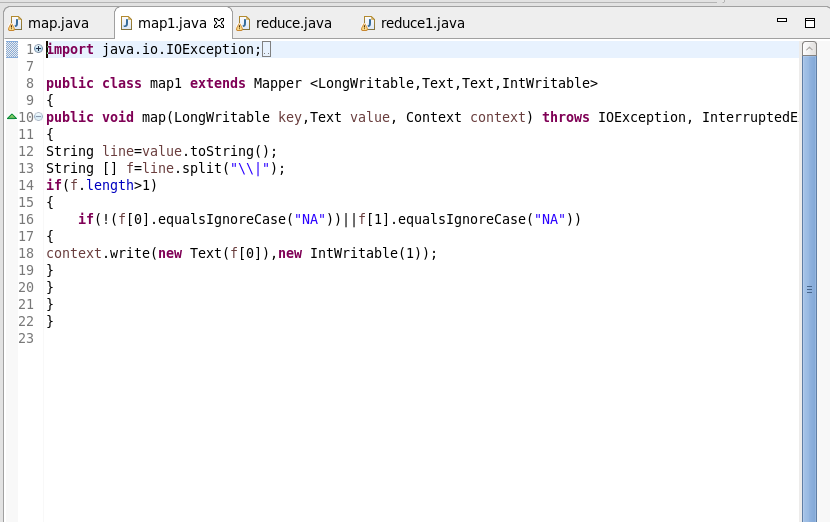 map.java map1.java reduce.java reduce1.java
1 import java.io.IOException;
7
8 public class map1 extends Mapper <LongWritable,Text,Text,IntWritable>
9 {
10 public void map(LongWritable key,Text value, Context context) throws IOException, InterruptedE
11 {
12 String line=value.toString();
13 String [] f=line.split("\\|");
14 if(f.length>1)
15 {
16     if(!(f[0].equalsIgnoreCase("NA"))||f[1].equalsIgnoreCase("NA"))
17 {
18 context.write(new Text(f[0]),new IntWritable(1));
19 }
20 }
21 }
22 }
23